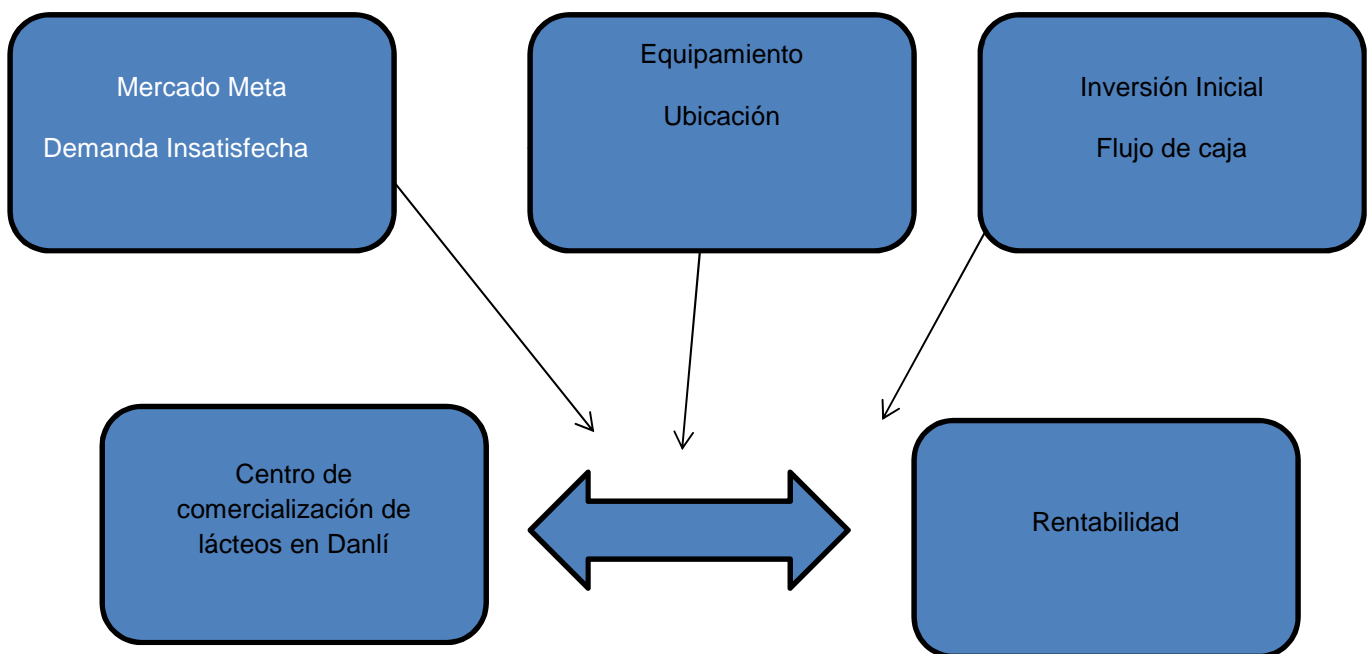 Mercado Meta
Demanda Insatisfecha
Equipamiento
Ubicación
Inversión Inicial
Flujo de caja
Centro de
comercialización de
lácteos en Danlí
Rentabilidad